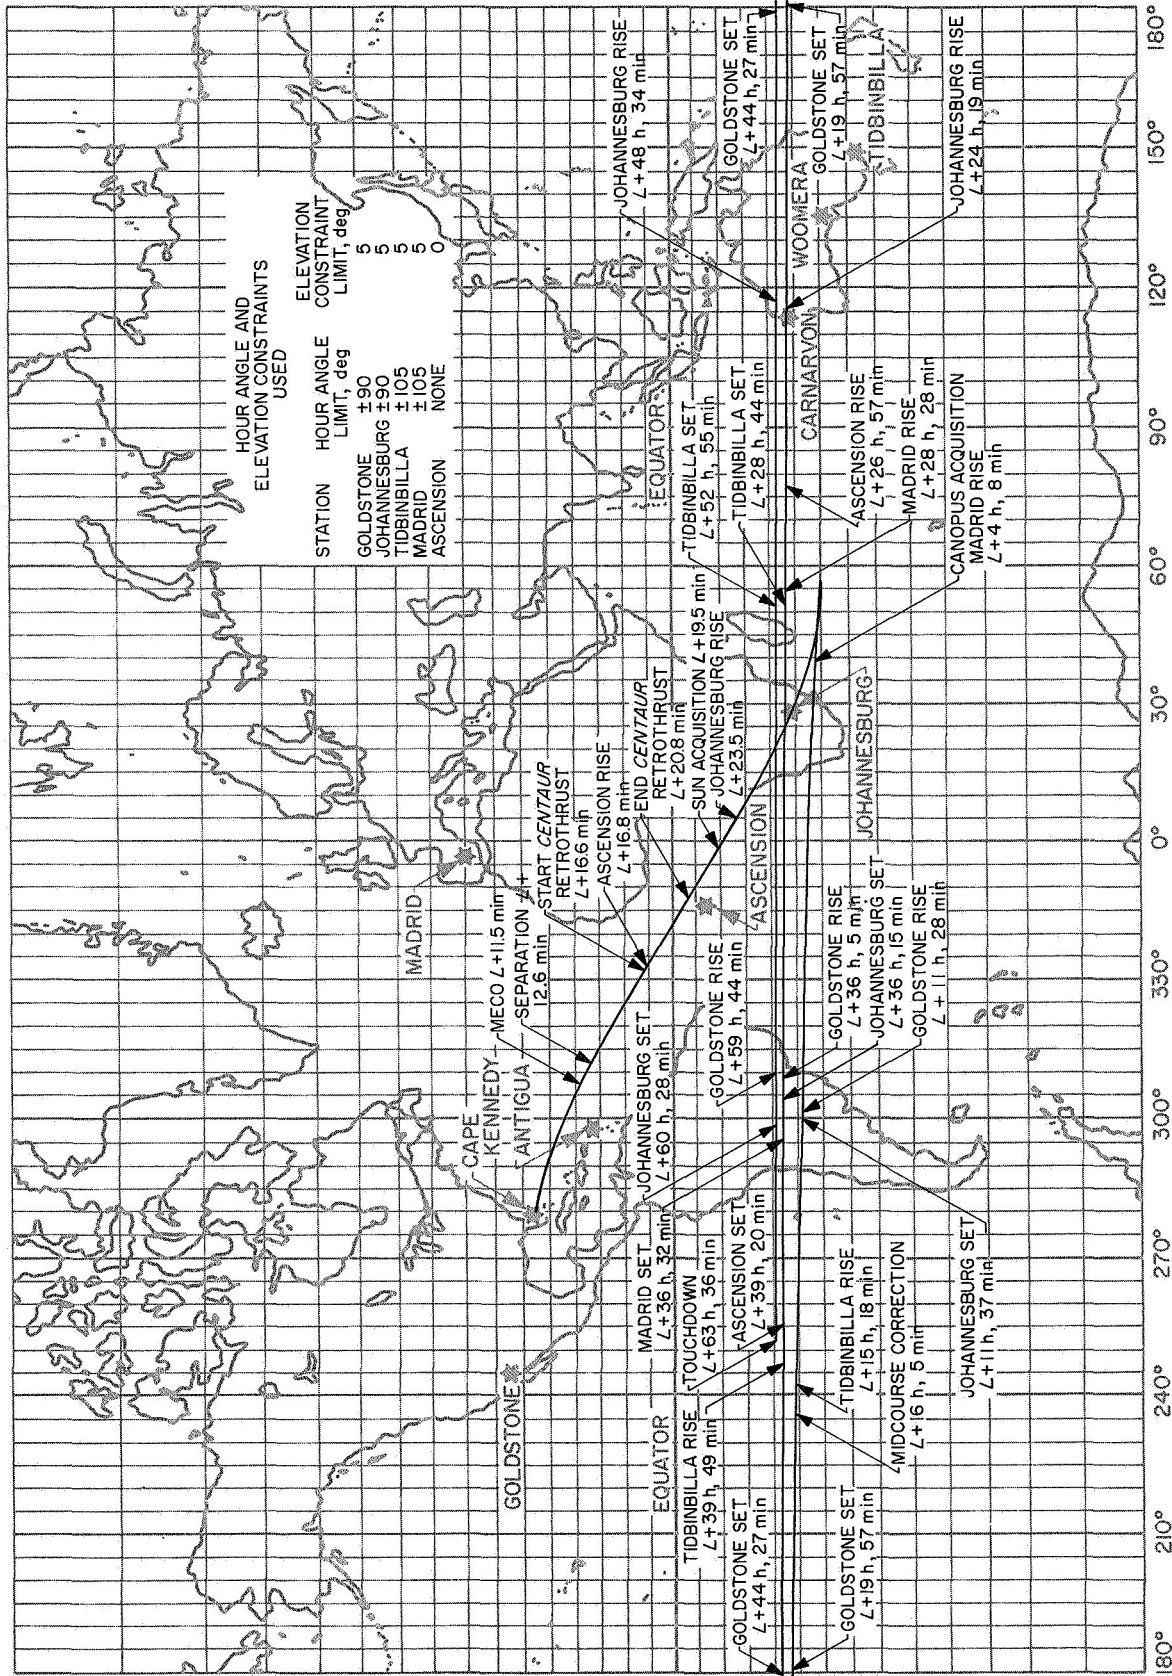 HOUR ANGLE AND
ELEVATION CONSTRAINTS
USED
STATION HOUR ANGLE LIMIT, deg ELEVATION CONSTRAINT LIMIT, deg
GOLDSTONE ±90 5
JOHANNESBURG ±90 5
TIDBINBILLA ±105 5
MADRID ±105 5
ASCENSION NONE 0
GOLDSTONE
CAPE
KENNEDY
ANTIGUA
MADRID
MECO L+11.5 min
SEPARATION L+
12.6 min
START CENTAUR
RETROTHRUST
L+16.6 min
ASCENSION RISE
L+16.8 min
END CENTAUR
RETROTHRUST
L+20.8 min
SUN ACQUISITION L+19.5 min
JOHANNESBURG RISE
L+23.5 min
ASCENSION
EQUATOR
EQUATOR
GOLDSTONE SET
L+44 h, 27 min
TIDBINBILLA RISE
L+39 h, 49 min
TOUCHDOWN
L+63 h, 36 min
ASCENSION SET
L+39 h, 20 min
MADRID SET
L+36 h, 32 min
JOHANNESBURG SET
L+60 h, 28 min
GOLDSTONE RISE
L+59 h, 44 min
TIDBINBILLA SET
L+52 h, 55 min
TIDBINBILLA SET
L+28 h, 44 min
JOHANNESBURG RISE
L+48 h, 34 min
GOLDSTONE SET
L+44 h, 27 min
GOLDSTONE SET
L+19 h, 57 min
TIDBINBILLA
WOOMERA
CARNARVON
JOHANNESBURG
GOLDSTONE SET
L+19 h, 57 min
MIDCOURSE CORRECTION
L+16 h, 5 min
TIDBINBILLA RISE
L+15 h, 18 min
JOHANNESBURG SET
L+11 h, 37 min
GOLDSTONE RISE
L+36 h, 5 min
JOHANNESBURG SET
L+36 h, 15 min
GOLDSTONE RISE
L+11 h, 28 min
CANOPUS ACQUISITION
MADRID RISE
L+4 h, 8 min
MADRID RISE
L+28 h, 28 min
ASCENSION RISE
L+26 h, 57 min
JOHANNESBURG RISE
L+24 h, 19 min
180° 210° 240° 270° 300° 330° 0° 30° 60° 90° 120° 150° 180°